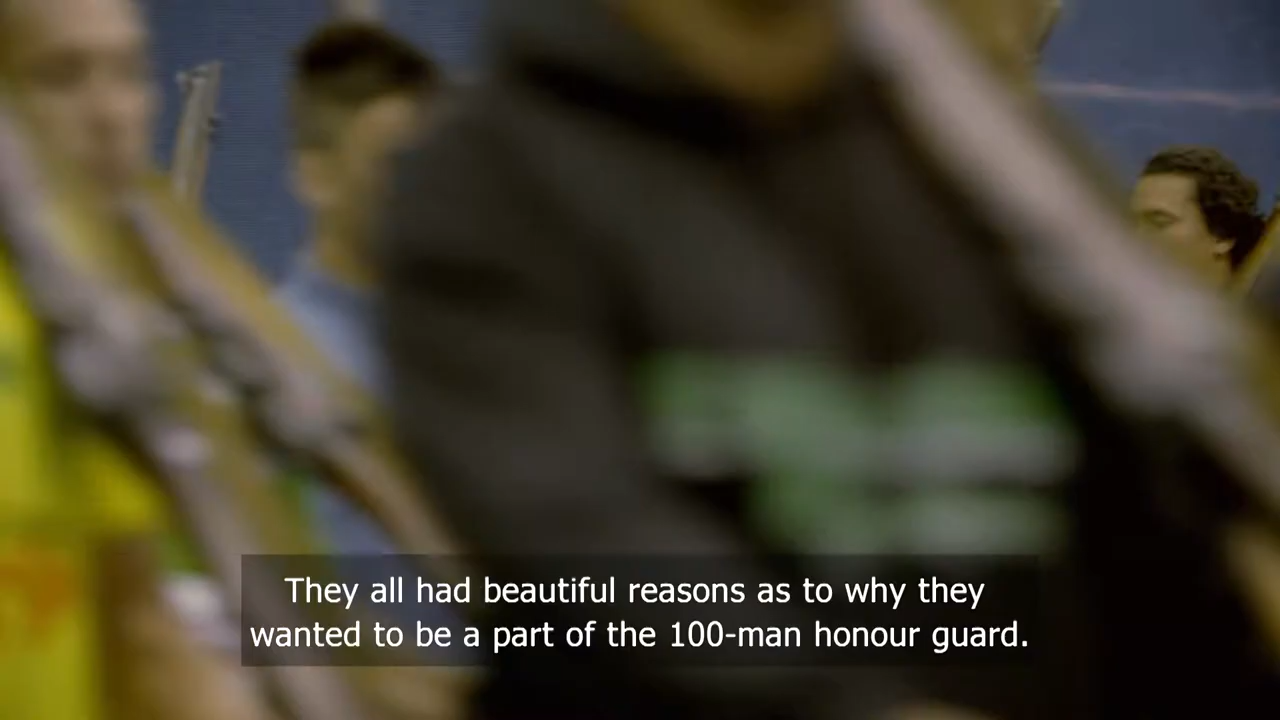 They all had beautiful reasons as to why they
wanted to be a part of the 100-man honour guard.